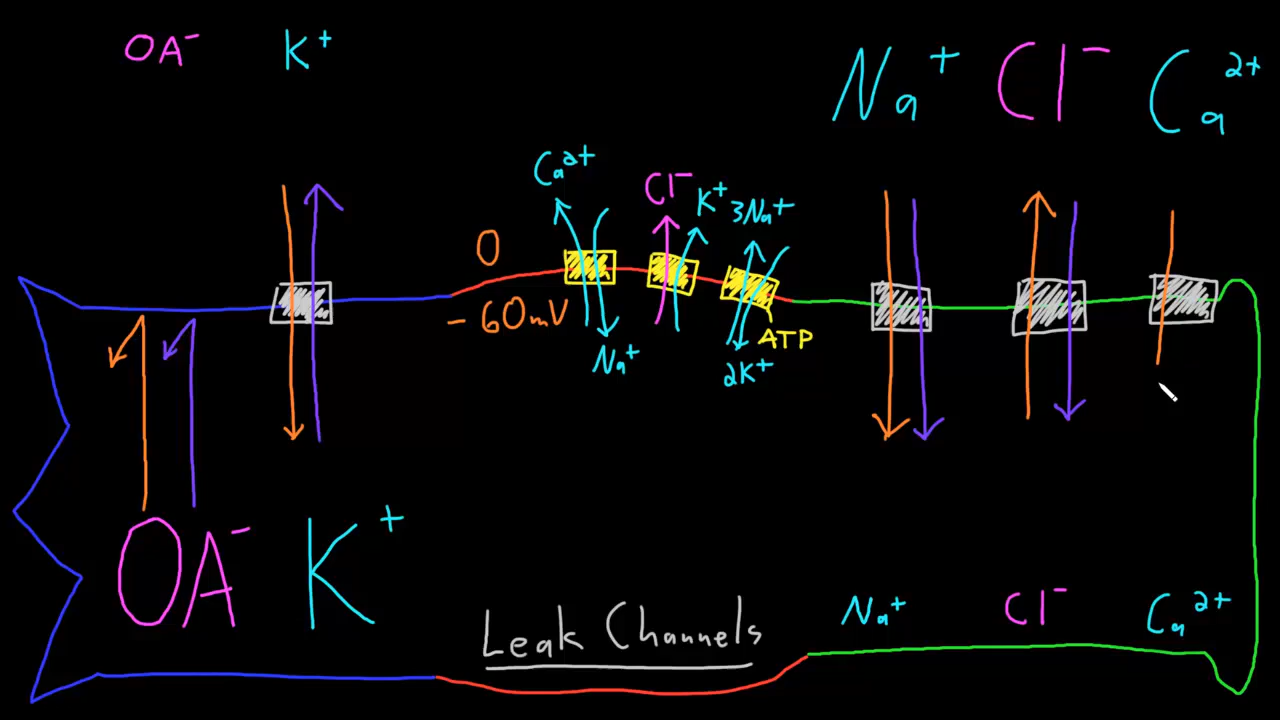 OA⁻ K⁺ Na⁺ Cl⁻ Ca²⁺
Ca²⁺ Cl⁻ K⁺ 3Na⁺
0
-60mV
Na⁺ 2K⁺ ATP
OA⁻ K⁺
Leak Channels
Na⁺ Cl⁻ Ca²⁺